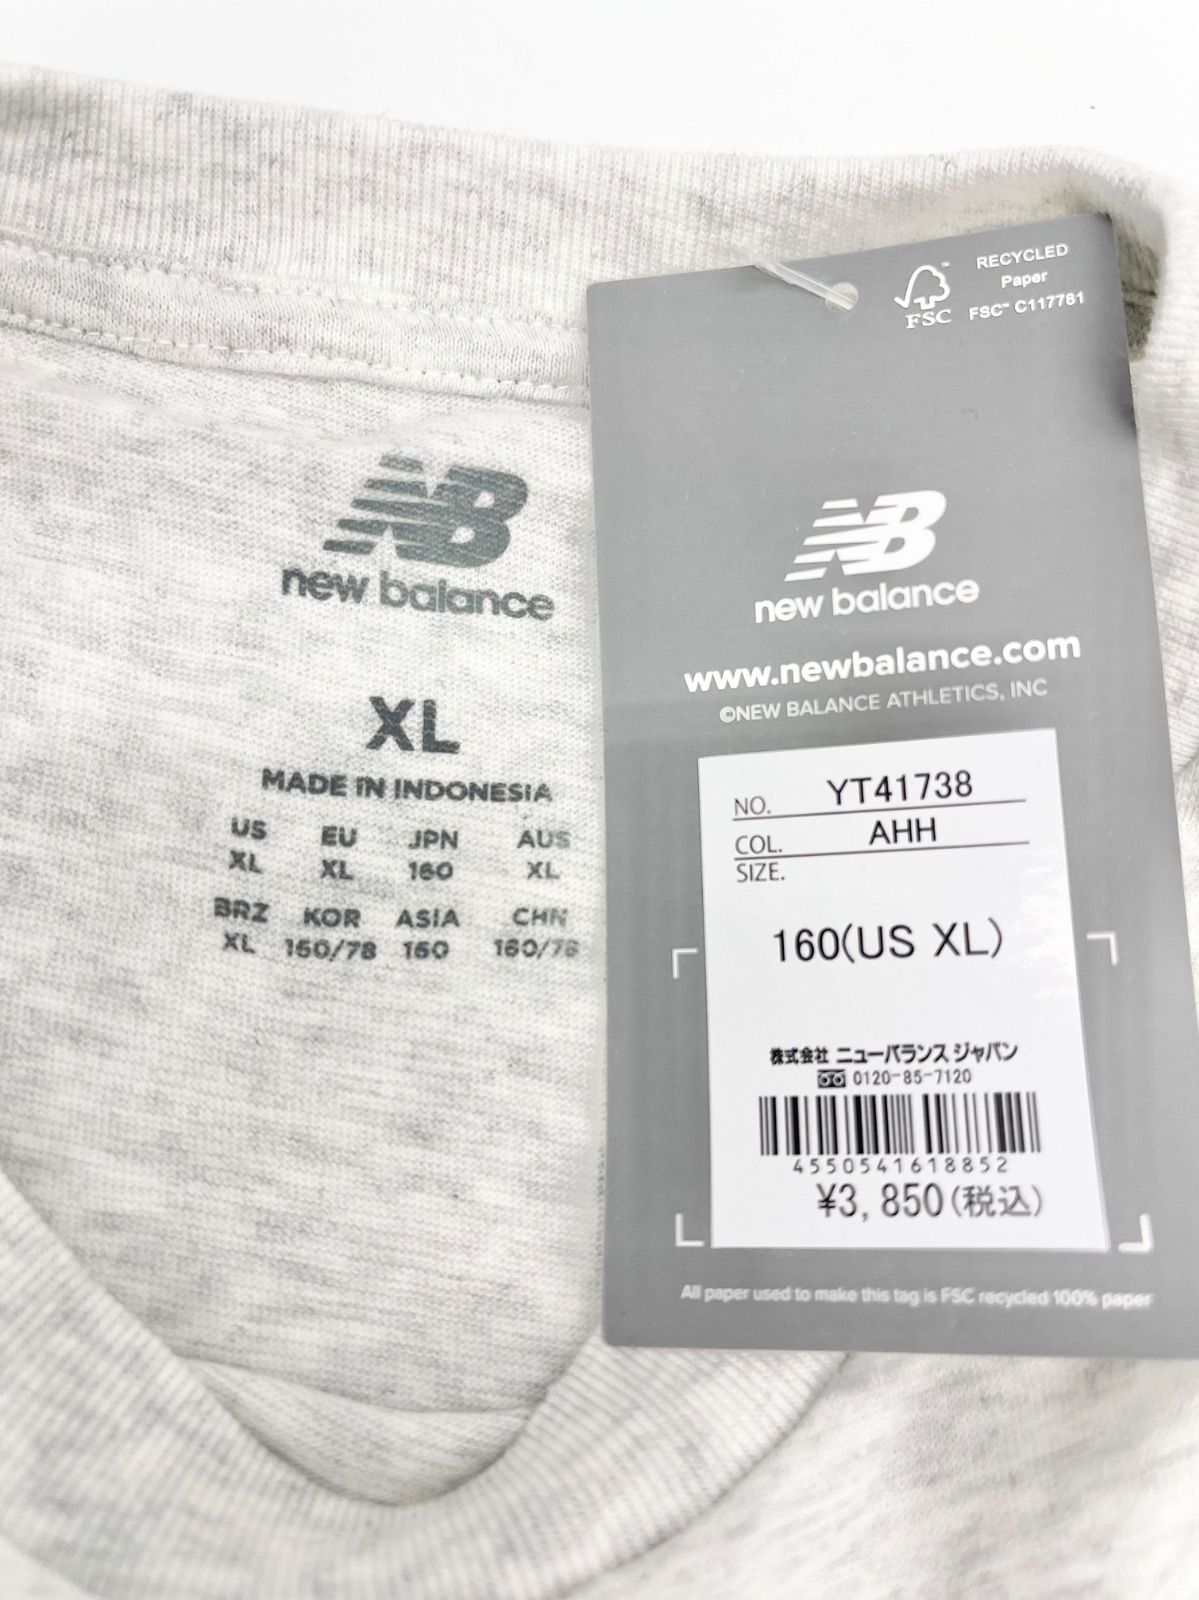 NB
new balance
XL
MADE IN INDONESIA
US EU JPN AUS
XL XL 160 XL
BRZ KOR ASIA CHN
XL 160/78 160 160/78
RECYCLED
Paper
FSC™ C117781
FSC™
NB
new balance
www.newbalance.com
©NEW BALANCE ATHLETICS, INC
NO. YT41738
COL. AHH
SIZE.
160(US XL)
株式会社 ニューバランス ジャパン
0120-85-7120
4550541618852
¥3,850(税込)
All paper used to make this tag is FSC recycled 100% paper